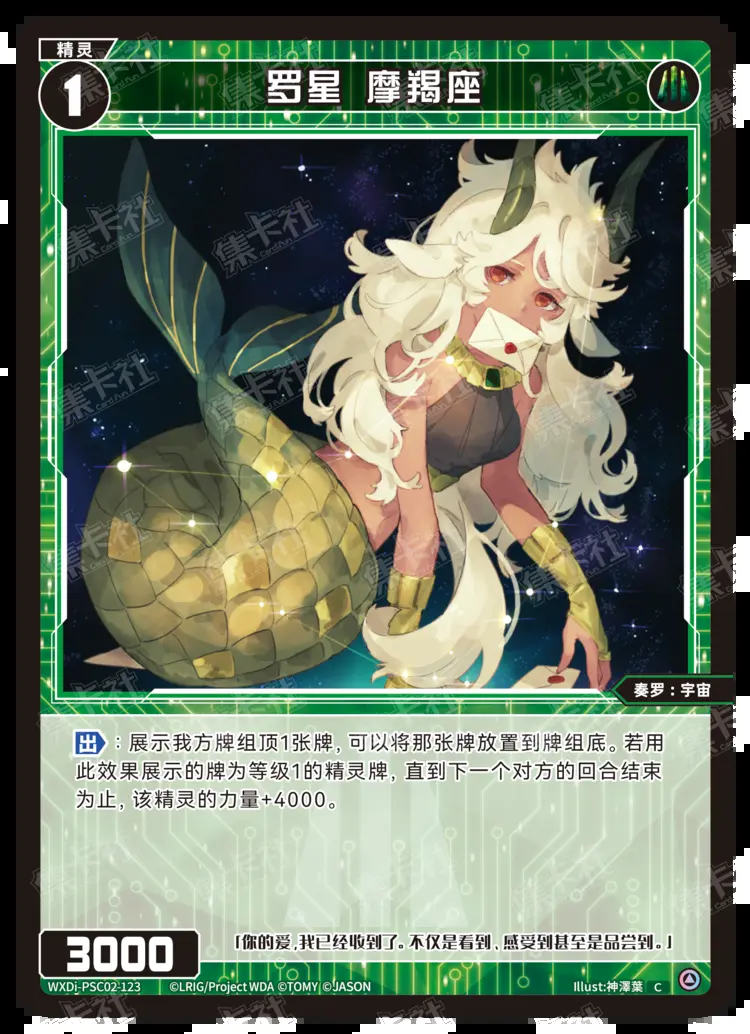 精灵
1
罗星 摩羯座
奏罗：宇宙
出：展示我方牌组顶1张牌，可以将那张牌放置到牌组底。若用
此效果展示的牌为等级1的精灵牌，直到下一个对方的回合结束
为止，该精灵的力量+4000。
「你的爱，我已经收到了。不仅是看到、感受到甚至是品尝到。」
3000
WXDi-PSC02-123 ©LRIG/Project WDA ©TOMY ©JASON Illust:神澤葉 C
集卡社